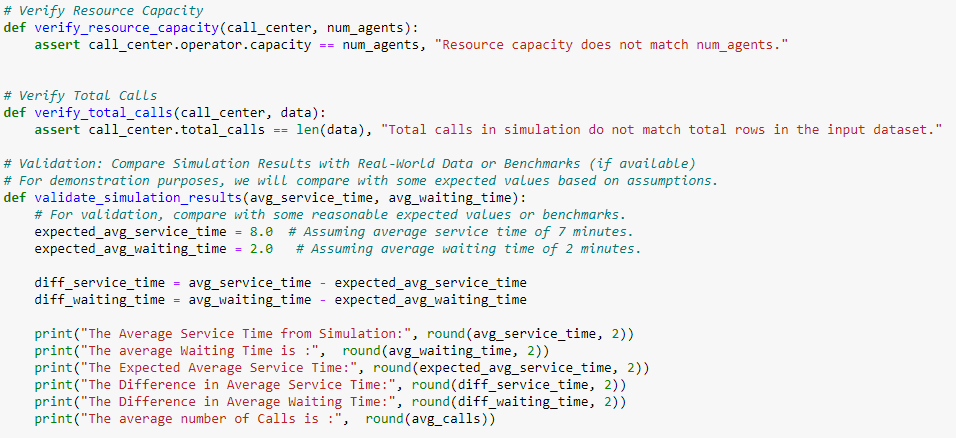 # Verify Resource Capacity
def verify_resource_capacity(call_center, num_agents):
    assert call_center.operator.capacity == num_agents, "Resource capacity does not match num_agents."
# Verify Total Calls
def verify_total_calls(call_center, data):
    assert call_center.total_calls == len(data), "Total calls in simulation do not match total rows in the input dataset."
# Validation: Compare Simulation Results with Real-World Data or Benchmarks (if available)
# For demonstration purposes, we will compare with some expected values based on assumptions.
def validate_simulation_results(avg_service_time, avg_waiting_time):
    # For validation, compare with some reasonable expected values or benchmarks.
    expected_avg_service_time = 8.0  # Assuming average service time of 7 minutes.
    expected_avg_waiting_time = 2.0   # Assuming average waiting time of 2 minutes.
    diff_service_time = avg_service_time - expected_avg_service_time
    diff_waiting_time = avg_waiting_time - expected_avg_waiting_time
    print("The Average Service Time from Simulation:", round(avg_service_time, 2))
    print("The average Waiting Time is :",  round(avg_waiting_time, 2))
    print("The Expected Average Service Time:", round(expected_avg_service_time, 2))
    print("The Difference in Average Service Time:", round(diff_service_time, 2))
    print("The Difference in Average Waiting Time:", round(diff_waiting_time, 2))
    print("The average number of Calls is :",  round(avg_calls))